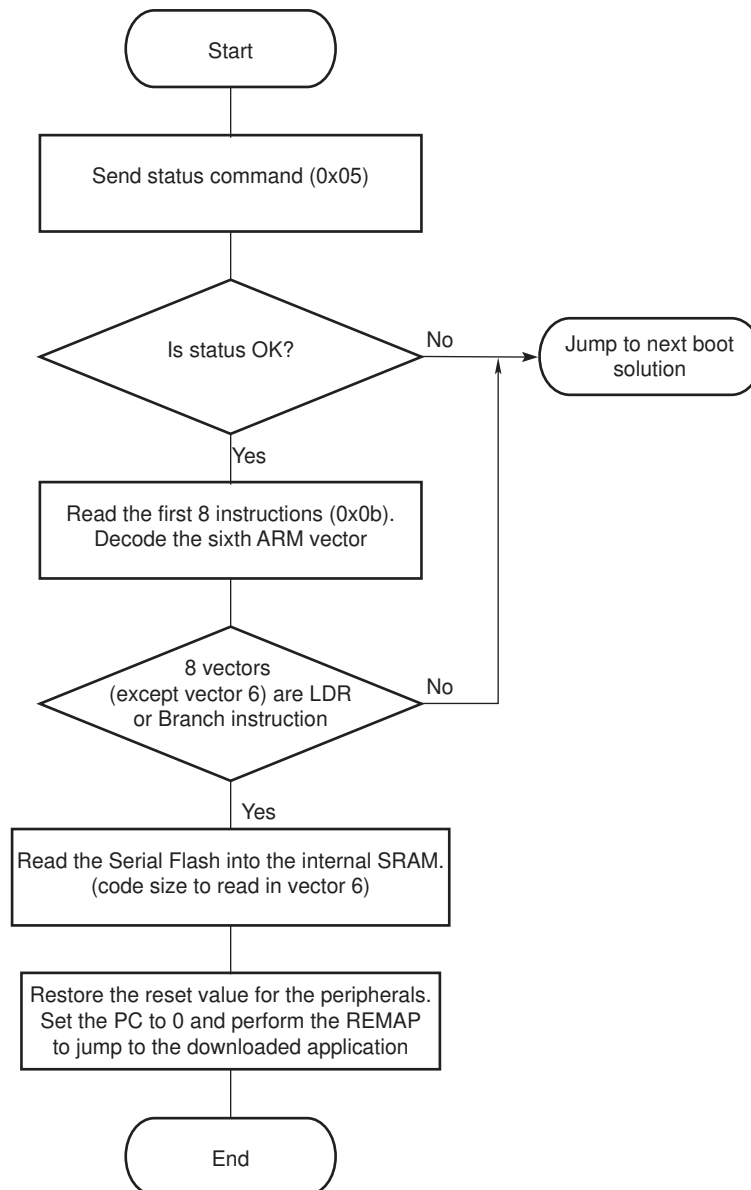 Start
Send status command (0x05)
Is status OK?
No
Jump to next boot
solution
Yes
Read the first 8 instructions (0x0b).
Decode the sixth ARM vector
8 vectors
(except vector 6) are LDR
or Branch instruction
No
Yes
Read the Serial Flash into the internal SRAM.
(code size to read in vector 6)
Restore the reset value for the peripherals.
Set the PC to 0 and perform the REMAP
to jump to the downloaded application
End